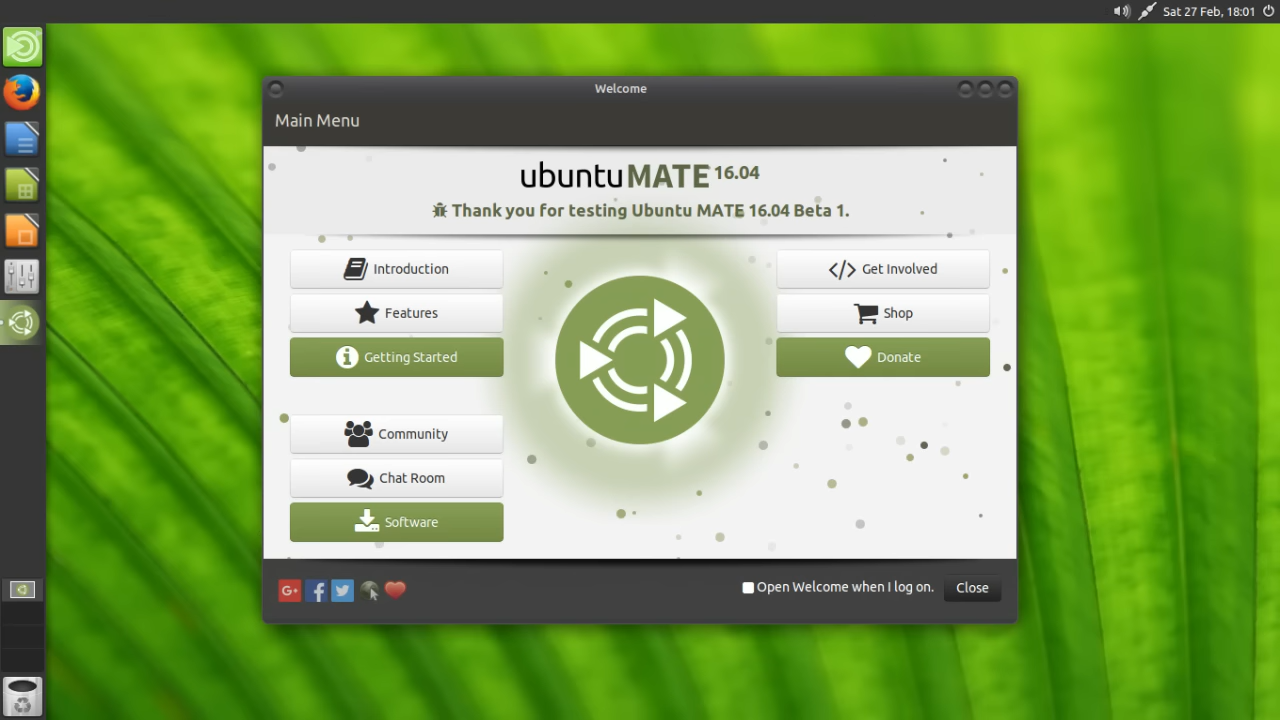 Sat 27 Feb, 18:01
Welcome
Main Menu
ubuntu MATE 16.04
Thank you for testing Ubuntu MATE 16.04 Beta 1.
Introduction
Features
Getting Started
Community
Chat Room
Software
Get Involved
Shop
Donate
Open Welcome when I log on.
Close